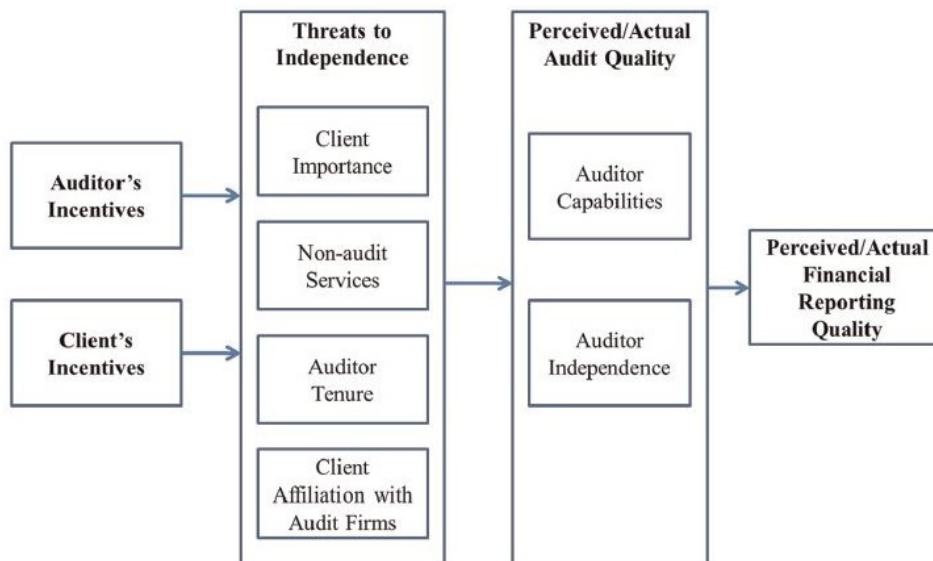 Auditor’s
Incentives
Client’s
Incentives
Threats to
Independence
Client
Importance
Non-audit
Services
Auditor
Tenure
Client
Affiliation with
Audit Firms
Perceived/Actual
Audit Quality
Auditor
Capabilities
Auditor
Independence
Perceived/Actual
Financial
Reporting
Quality